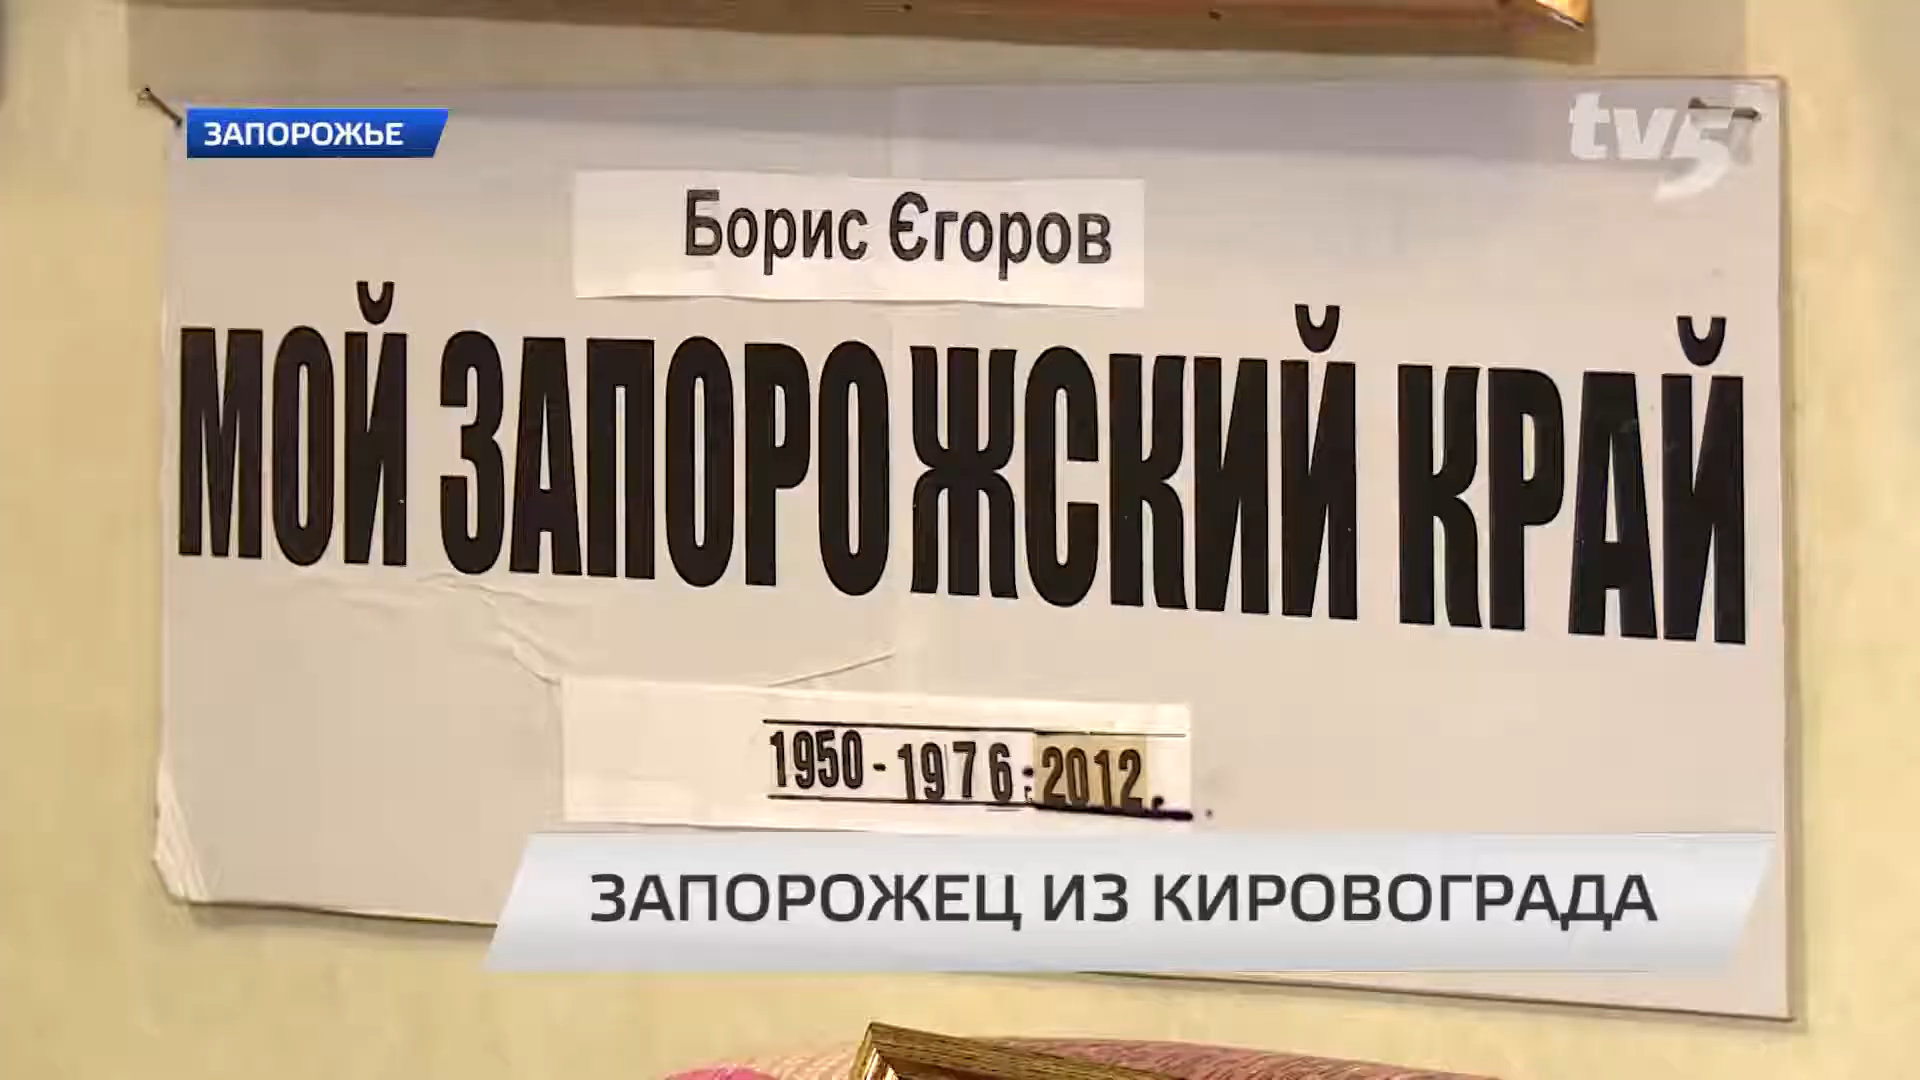 ЗАПОРОЖЬЕ
tv5
Борис Єгоров
МОЙ ЗАПОРОЖСКИЙ КРАЙ
1950-1976:2012.
ЗАПОРОЖЕЦ ИЗ КИРОВОГРАДА